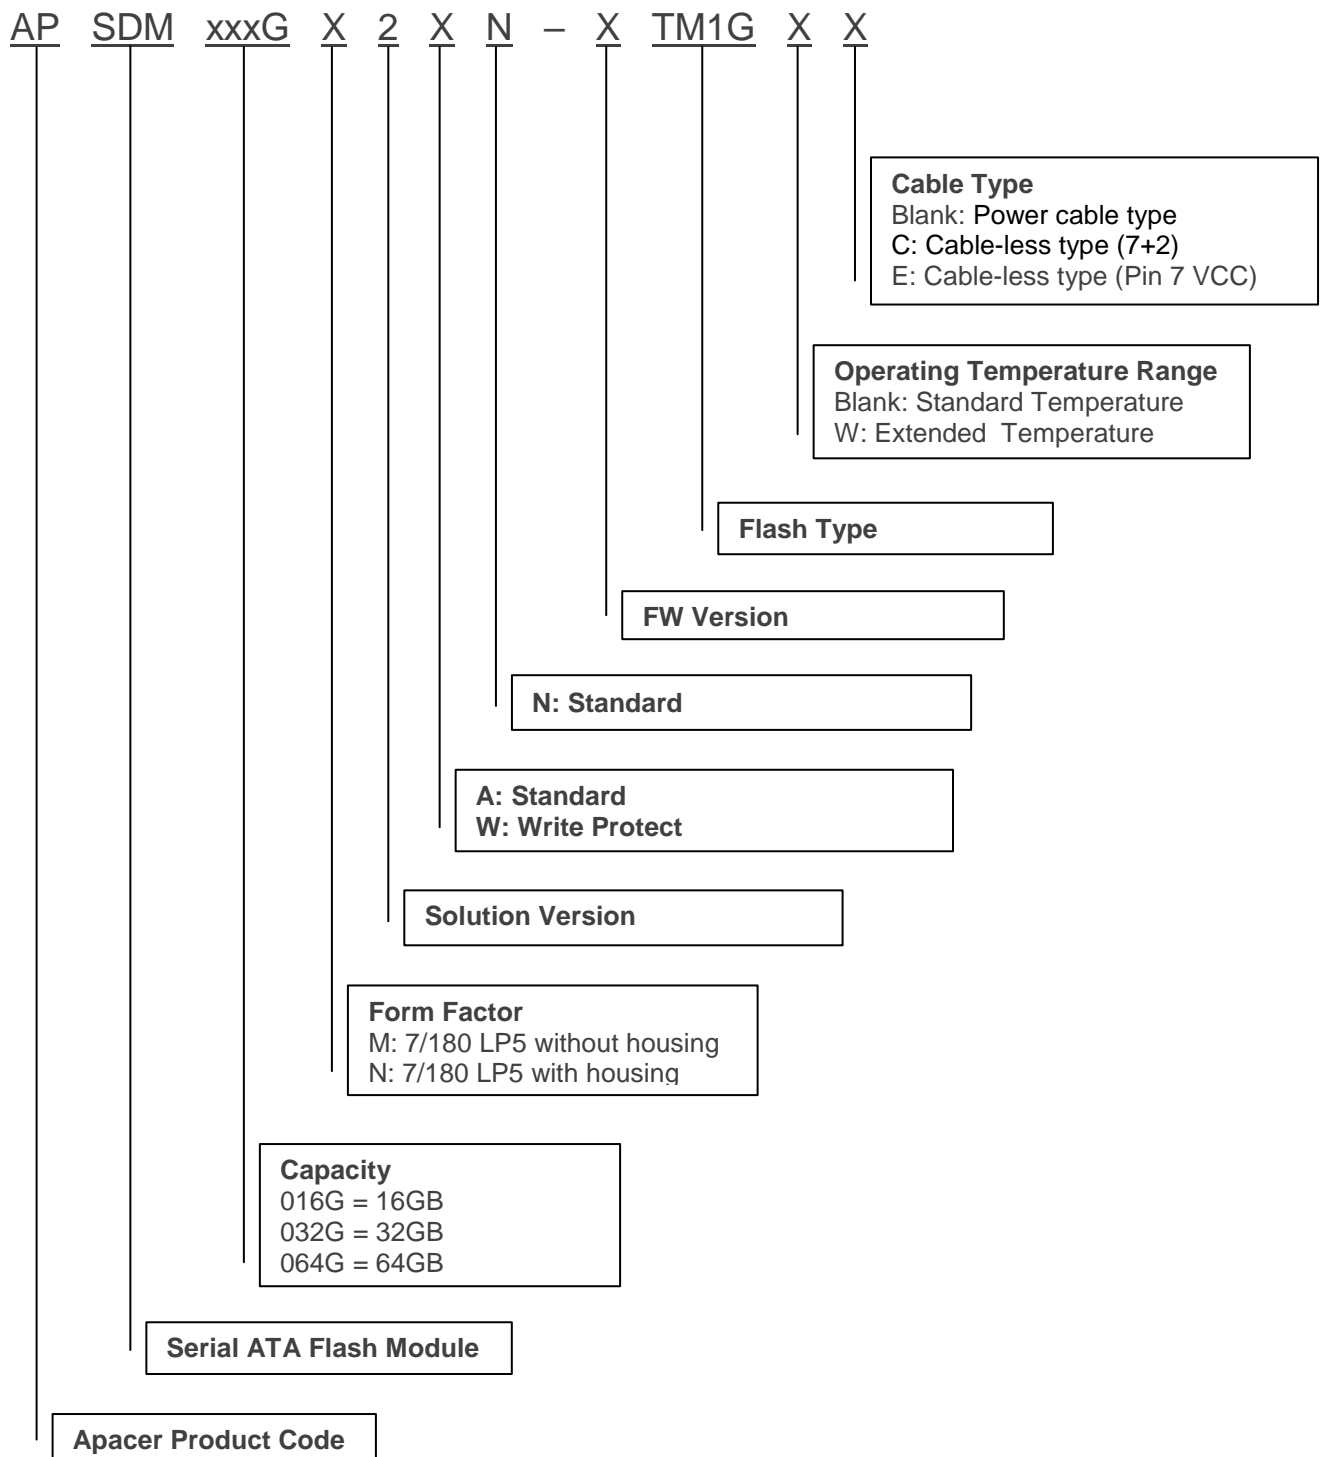 AP SDM xxxG X 2 X N – X TM1G X X
Cable Type
Blank: Power cable type
C: Cable-less type (7+2)
E: Cable-less type (Pin 7 VCC)
Operating Temperature Range
Blank: Standard Temperature
W: Extended Temperature
Flash Type
FW Version
N: Standard
A: Standard
W: Write Protect
Solution Version
Form Factor
M: 7/180 LP5 without housing
N: 7/180 LP5 with housing
Capacity
016G = 16GB
032G = 32GB
064G = 64GB
Serial ATA Flash Module
Apacer Product Code